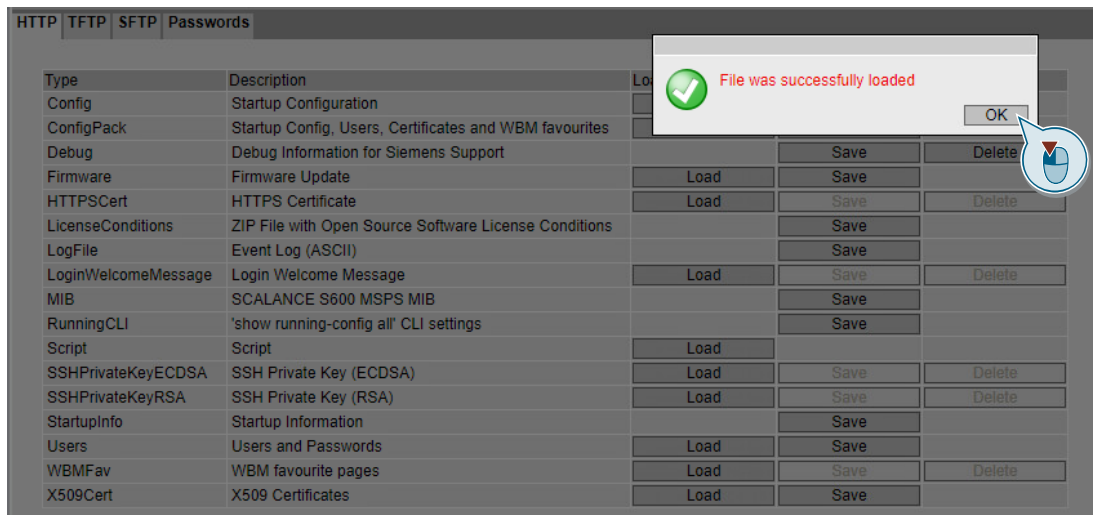 HTTP TFTP SFTP Passwords
File was successfully loaded
OK
Type Description Loa
Config Startup Configuration
ConfigPack Startup Config, Users, Certificates and WBM favourites
Debug Debug Information for Siemens Support Save Delete
Firmware Firmware Update Load Save
HTTPSCert HTTPS Certificate Load Save Delete
LicenseConditions ZIP File with Open Source Software License Conditions Save
LogFile Event Log (ASCII) Save
LoginWelcomeMessage Login Welcome Message Load Save Delete
MIB SCALANCE S600 MSPS MIB Save
RunningCLI 'show running-config all' CLI settings Save
Script Script Load
SSHPrivateKeyECDSA SSH Private Key (ECDSA) Load Save Delete
SSHPrivateKeyRSA SSH Private Key (RSA) Load Save Delete
StartupInfo Startup Information Save
Users Users and Passwords Load Save
WBMFav WBM favourite pages Load Save Delete
X509Cert X509 Certificates Load Save